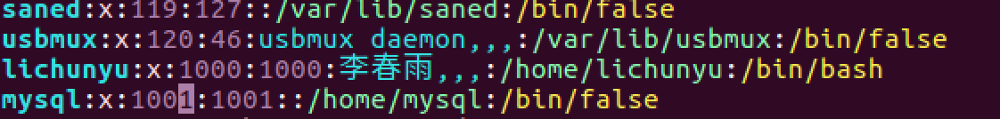 saned:x:119:127::/var/lib/saned:/bin/false
usbmux:x:120:46:usbmux daemon,,,:/var/lib/usbmux:/bin/false
lichunyu:x:1000:1000:李春雨,,,:/home/lichunyu:/bin/bash
mysql:x:1001:1001::/home/mysql:/bin/false